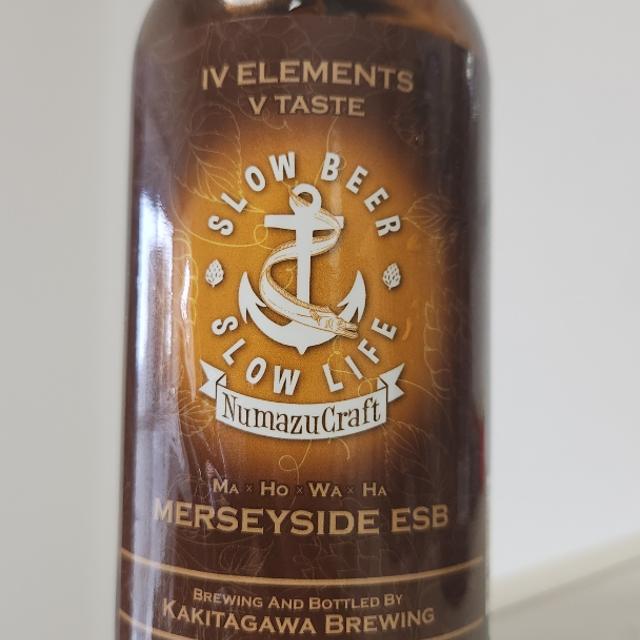 IV ELEMENTS
V TASTE
SLOW BEER
SLOW LIFE
NumazuCraft
MA × HO × WA × HA
MERSEYSIDE ESB
BREWING AND BOTTLED BY
KAKITAGAWA BREWING